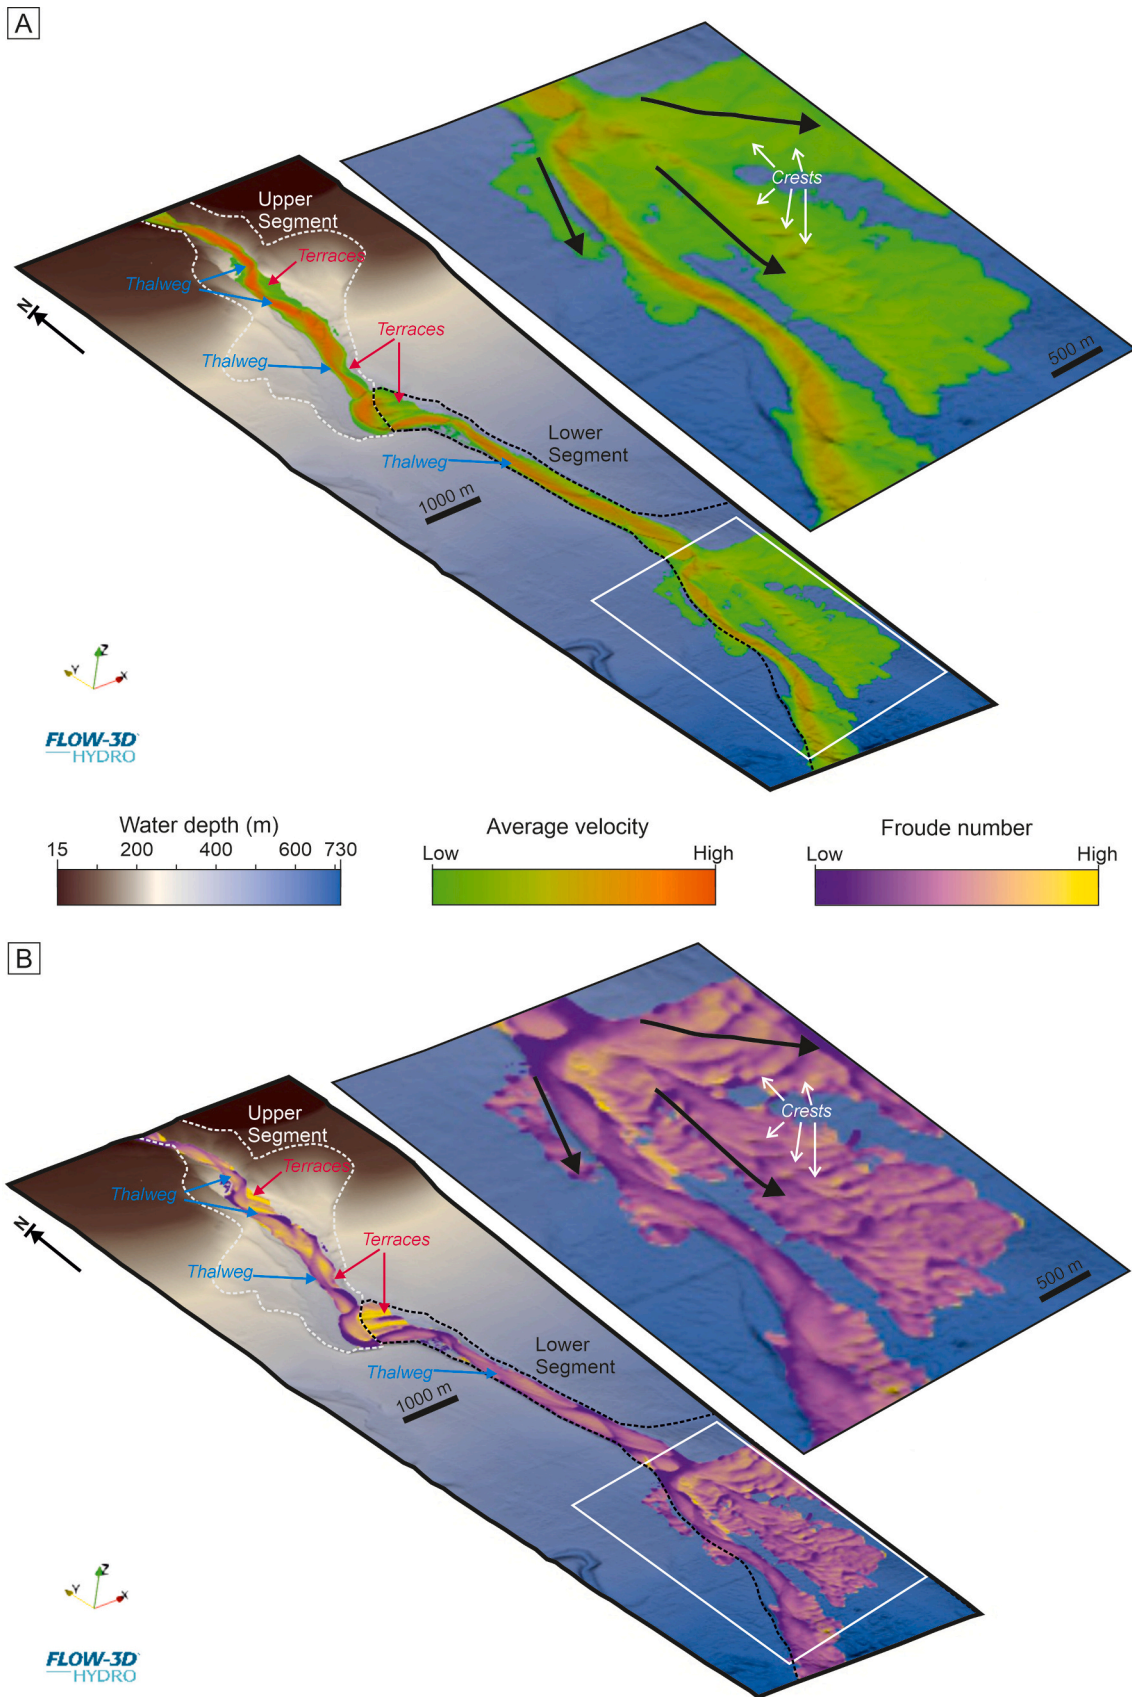 A
Upper
Segment
Terraces
Thalweg
Crests
N
Terraces
Thalweg
500 m
Lower
Segment
Thalweg
1000 m
Z
Y
X
FLOW-3D
HYDRO
Water depth (m)
15 200 400 600 730
Average velocity
Low High
Froude number
Low High
B
Upper
Segment
Terraces
Thalweg
Crests
N
Terraces
Thalweg
500 m
Lower
Segment
Thalweg
1000 m
Z
Y
X
FLOW-3D
HYDRO